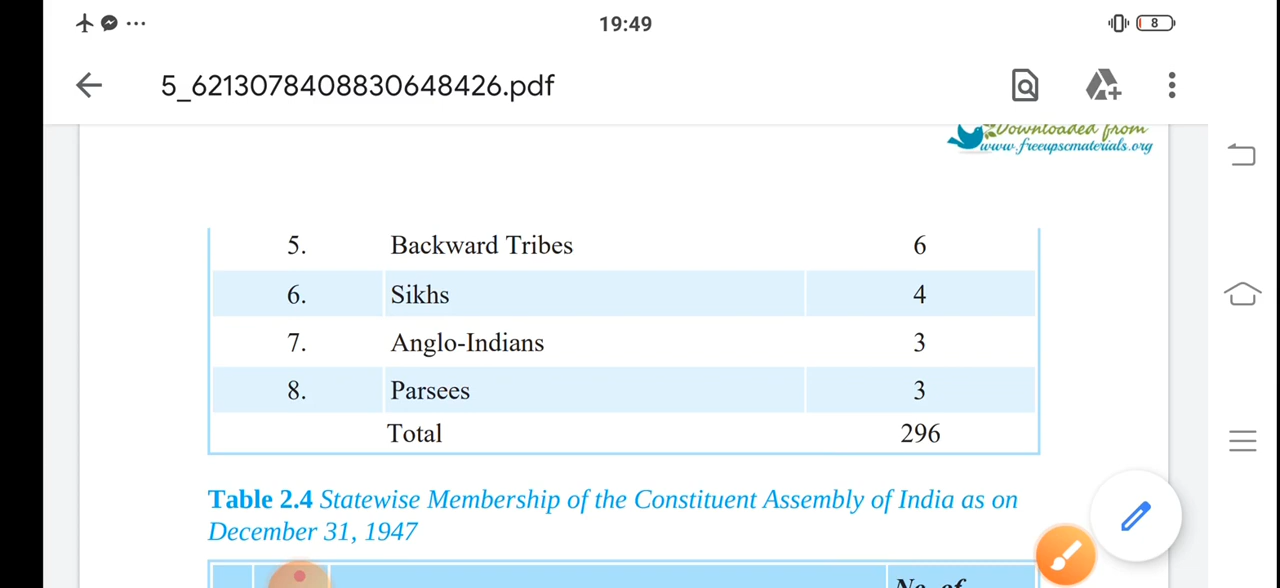 19:49
8
5_6213078408830648426.pdf
Downloaded from
www.freeupscmaterials.org
5. Backward Tribes 6
6. Sikhs 4
7. Anglo-Indians 3
8. Parsees 3
Total 296
Table 2.4 Statewise Membership of the Constituent Assembly of India as on
December 31, 1947
No. of